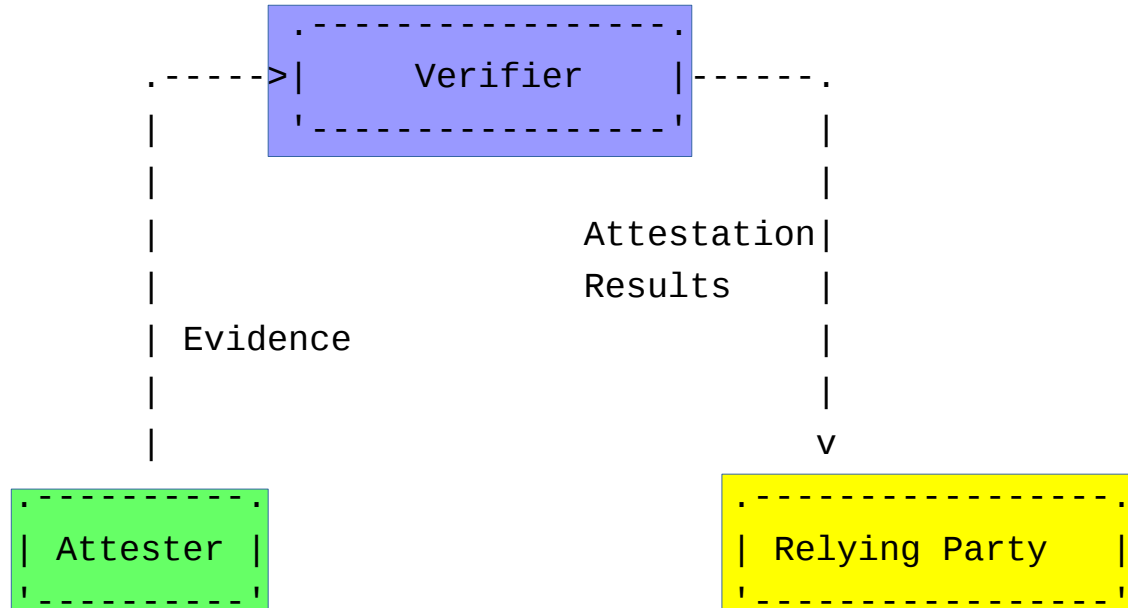 .-----------------.
.----->|     Verifier     |------.
|       '-----------------'       |
|                                 |
|                      Attestation|
|                      Results    |
| Evidence                        |
|                                 |
|                                 v
.----------.                 .-----------------.
| Attester |                 | Relying Party   |
'----------'                 '-----------------'